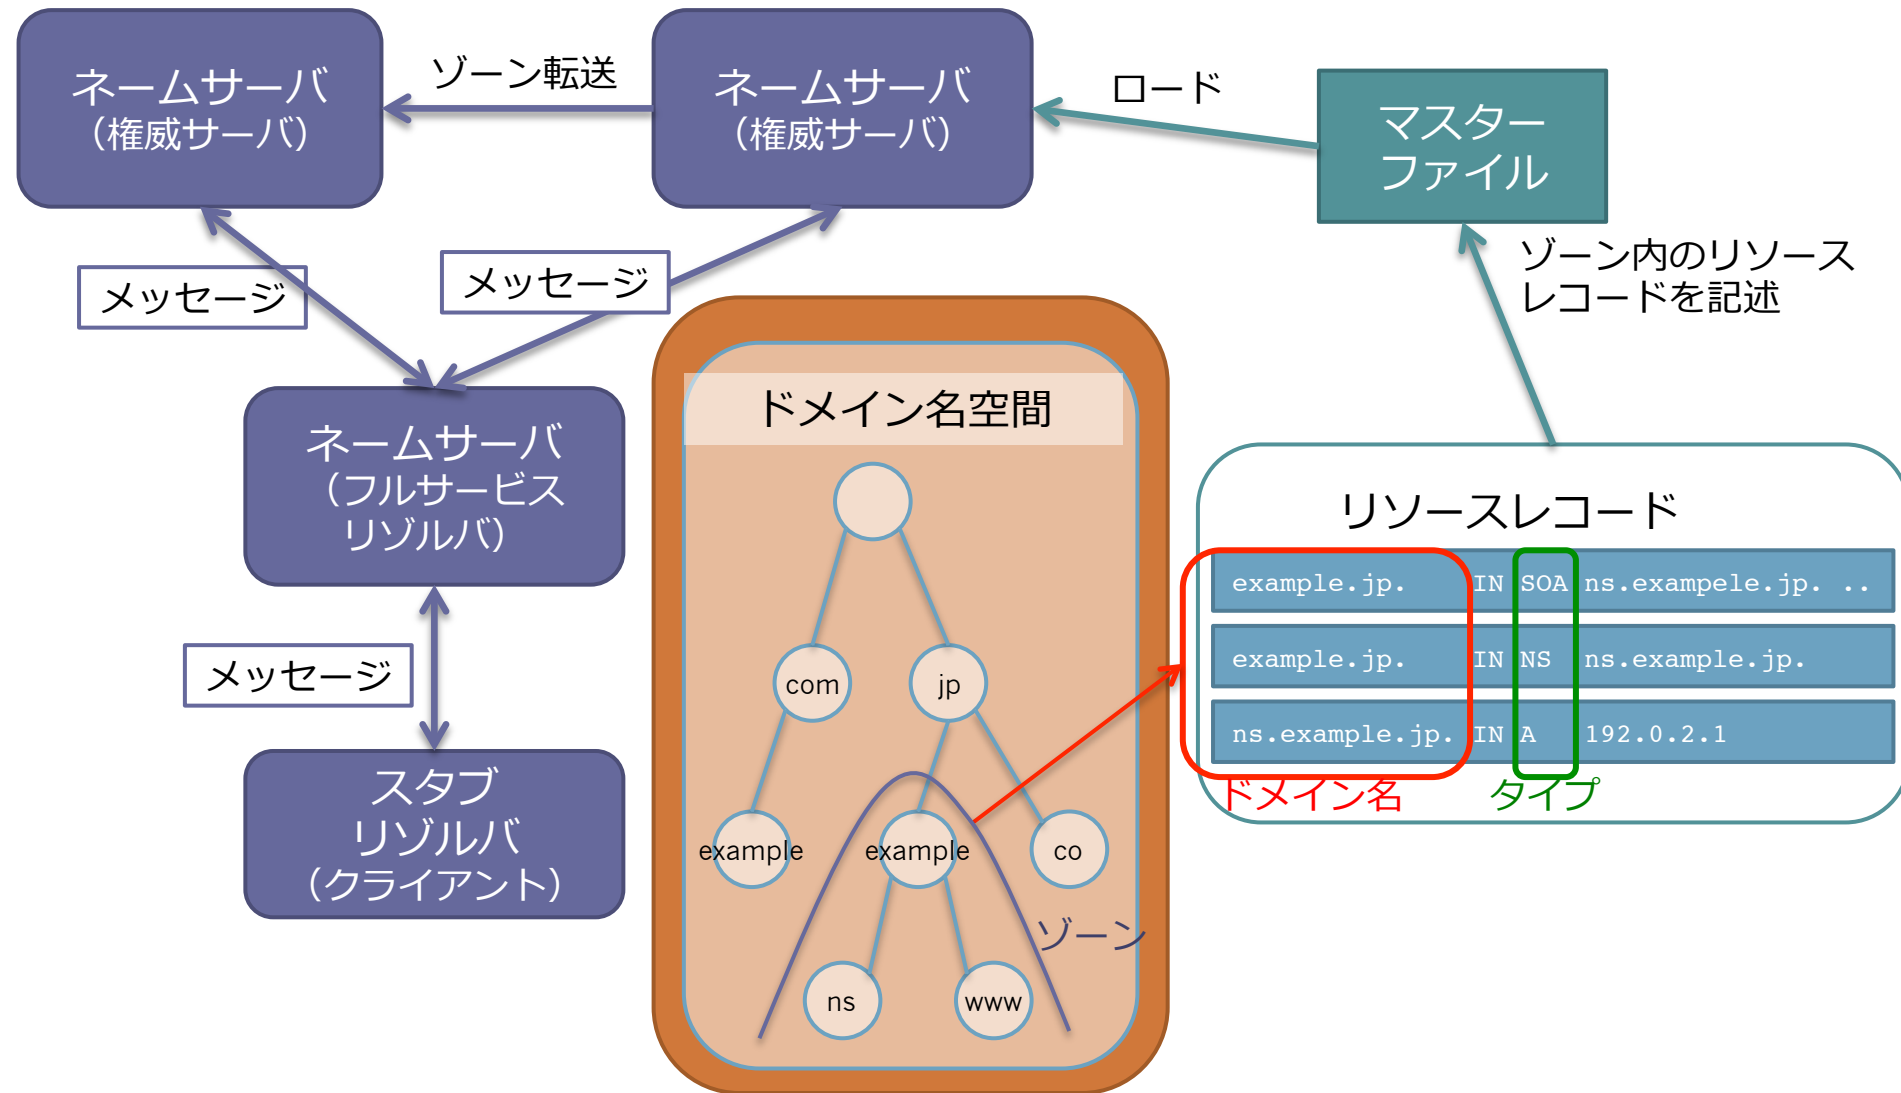 ネームサーバ
（権威サーバ）
ゾーン転送
ネームサーバ
（権威サーバ）
ロード
マスター
ファイル
メッセージ
メッセージ
ゾーン内のリソース
レコードを記述
ネームサーバ
（フルサービス
リゾルバ）
メッセージ
スタブ
リゾルバ
（クライアント）
ドメイン名空間
com
jp
example
example
co
ゾーン
ns
www
リソースレコード
example.jp. IN SOA ns.exampele.jp. ..
example.jp. IN NS ns.example.jp.
ns.example.jp. IN A 192.0.2.1
ドメイン名
タイプ